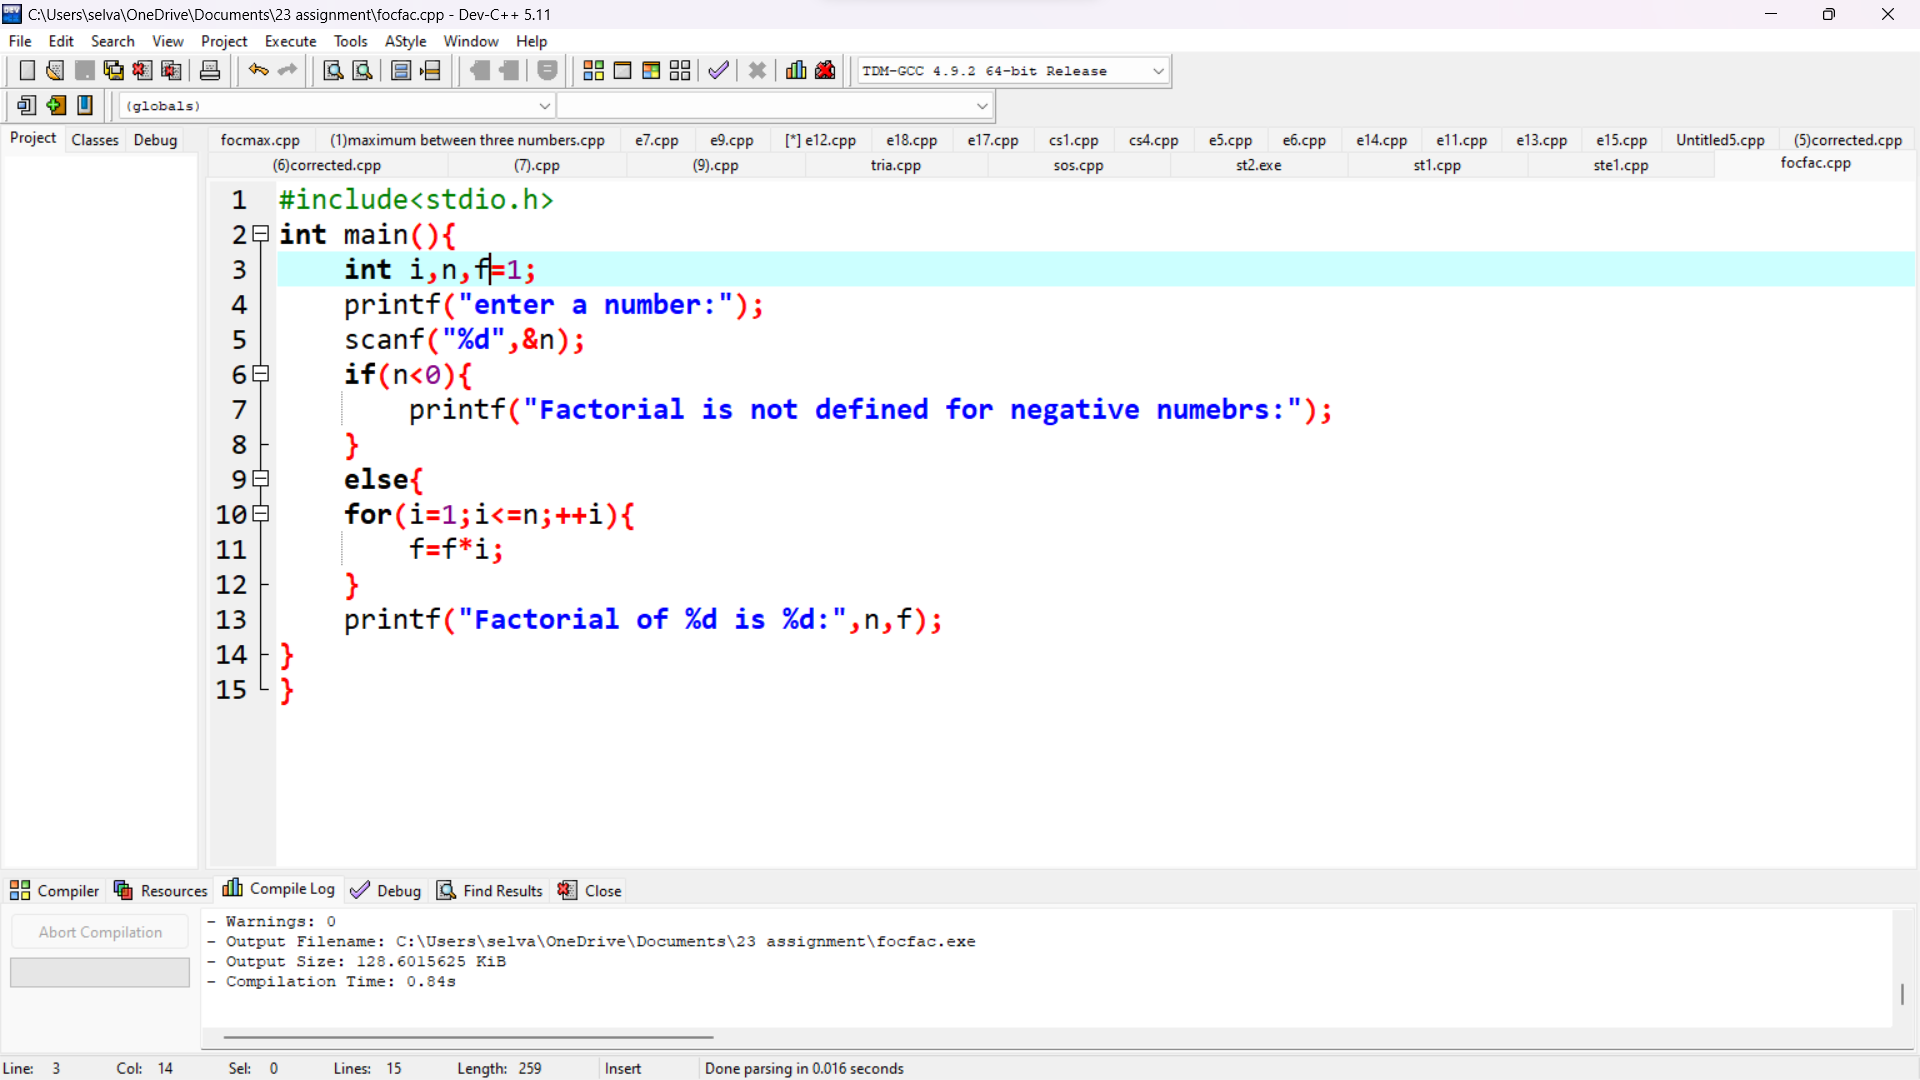 C:\Users\selva\OneDrive\Documents\23 assignment\focfac.cpp - Dev-C++ 5.11
File Edit Search View Project Execute Tools AStyle Window Help
TDM-GCC 4.9.2 64-bit Release
(globals)
Project Classes Debug
focmax.cpp (1)maximum between three numbers.cpp e7.cpp e9.cpp [*] e12.cpp e18.cpp e17.cpp cs1.cpp cs4.cpp e5.cpp e6.cpp e14.cpp e11.cpp e13.cpp e15.cpp Untitled5.cpp (5)corrected.cpp
(6)corrected.cpp (7).cpp (9).cpp tria.cpp sos.cpp st2.exe st1.cpp ste1.cpp focfac.cpp
1 #include<stdio.h>
2 int main(){
3 int i,n,f=1;
4 printf("enter a number:");
5 scanf("%d",&n);
6 if(n<0){
7 printf("Factorial is not defined for negative numebrs:");
8 }
9 else{
10 for(i=1;i<=n;++i){
11 f=f*i;
12 }
13 printf("Factorial of %d is %d:",n,f);
14 }
15 }
Compiler Resources Compile Log Debug Find Results Close
Abort Compilation
- Warnings: 0
- Output Filename: C:\Users\selva\OneDrive\Documents\23 assignment\focfac.exe
- Output Size: 128.6015625 KiB
- Compilation Time: 0.84s
Line: 3 Col: 14 Sel: 0 Lines: 15 Length: 259 Insert Done parsing in 0.016 seconds